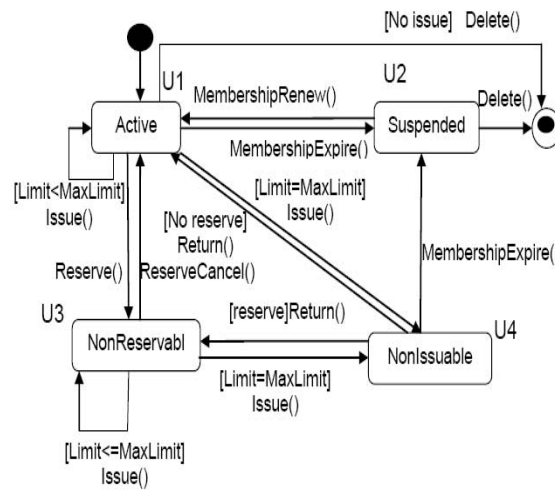 [No issue] Delete()
U1
U2
MembershipRenew()
Delete()
Active
Suspended
MembershipExpire()
[Limit<MaxLimit]
Issue()
[Limit=MaxLimit]
Issue()
[No reserve]
Return()
Reserve()
ReserveCancel()
MembershipExpire(
U3
[reserve]Return()
U4
NonReservabl
NonIssuable
[Limit=MaxLimit]
Issue()
[Limit<=MaxLimit]
Issue()